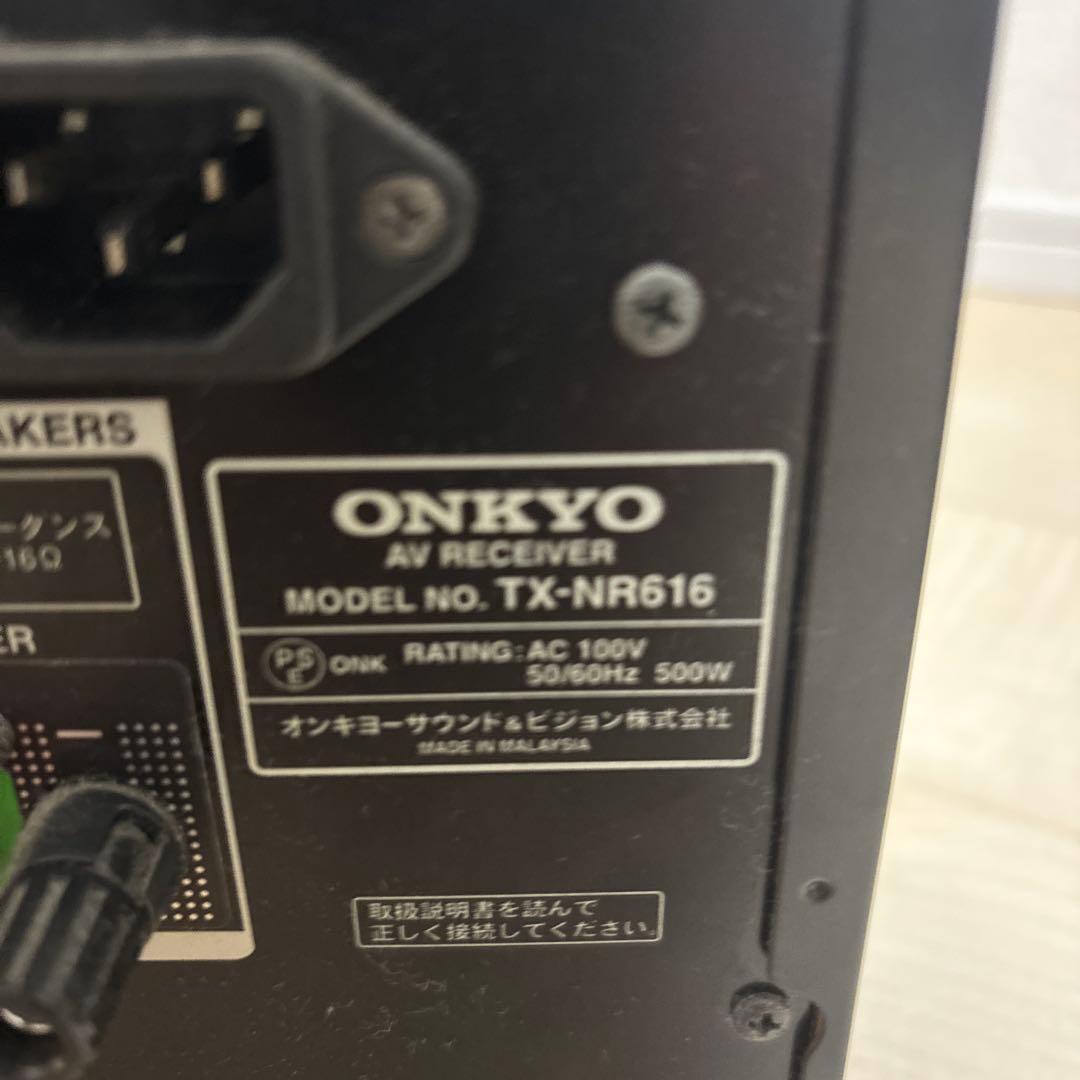 AKERS
ーダンス
16Ω
ER
ONKYO
AV RECEIVER
MODEL NO. TX-NR616
PSE ONK RATING: AC 100V
50/60Hz 500W
オンキヨーサウンド&ビジョン株式会社
MADE IN MALAYSIA
取扱説明書を読んで
正しく接続してください。